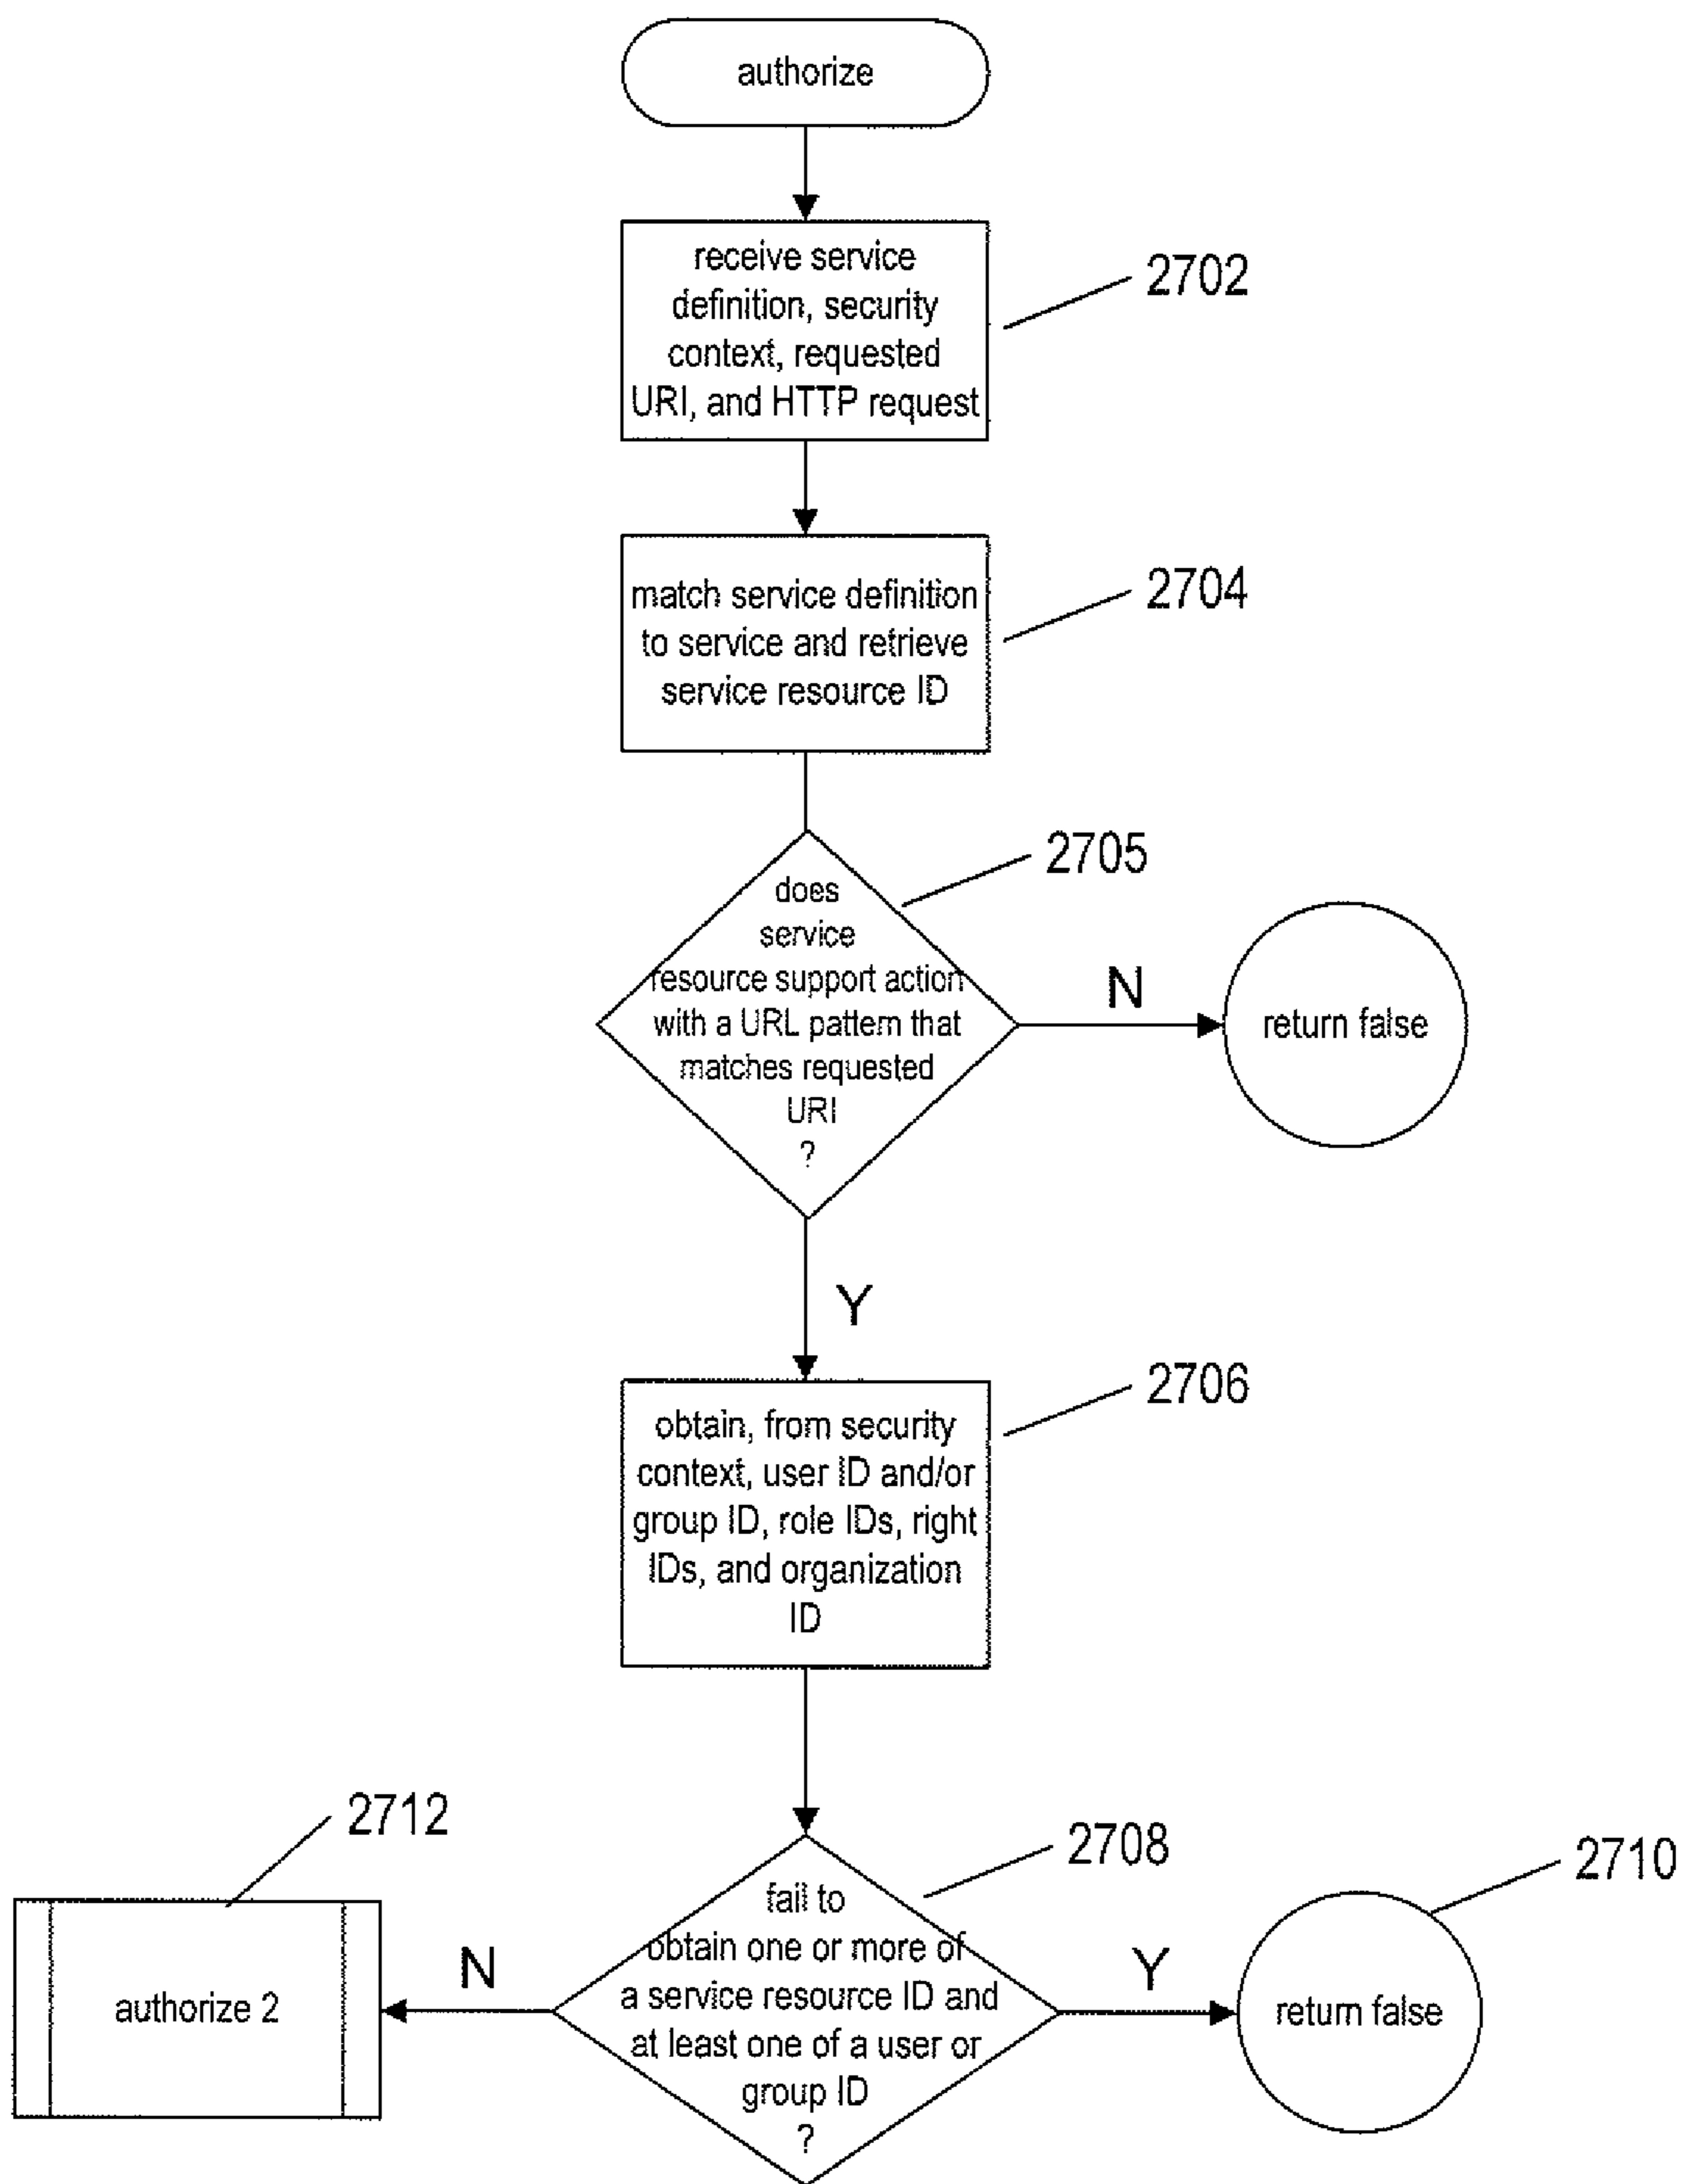 authorize
receive service
definition, security
context, requested
URI, and HTTP request
2702
match service definition
to service and retrieve
service resource ID
2704
does
service
resource support action
with a URL pattern that
matches requested
URI
?
2705
N
return false
Y
obtain, from security
context, user ID and/or
group ID, role IDs, right
IDs, and organization
ID
2706
fail to
obtain one or more of
a service resource ID and
at least one of a user or
group ID
?
2708
N
authorize 2
2712
Y
return false
2710